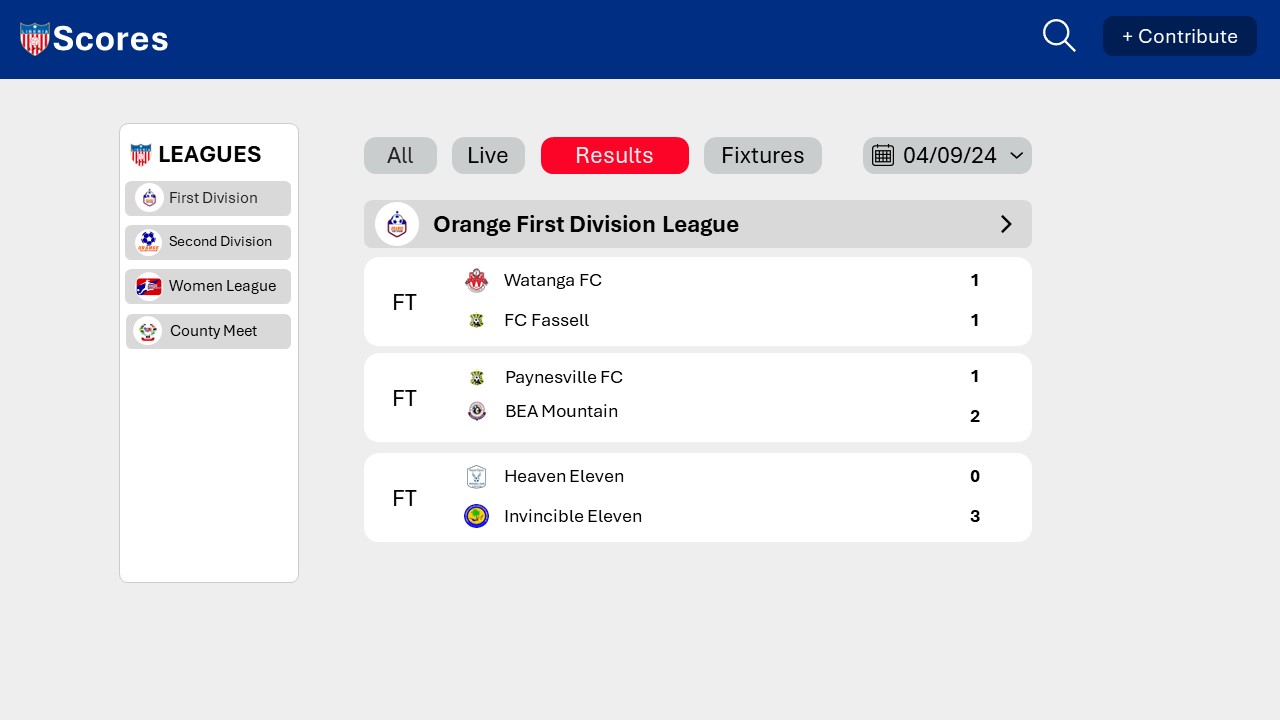 LIBERIA
Scores
+ Contribute
LEAGUES
First Division
Second Division
Women League
County Meet
All
Live
Results
Fixtures
04/09/24
Orange First Division League
FT
Watanga FC
1
FC Fassell
1
FT
Paynesville FC
1
BEA Mountain
2
FT
Heaven Eleven
0
Invincible Eleven
3